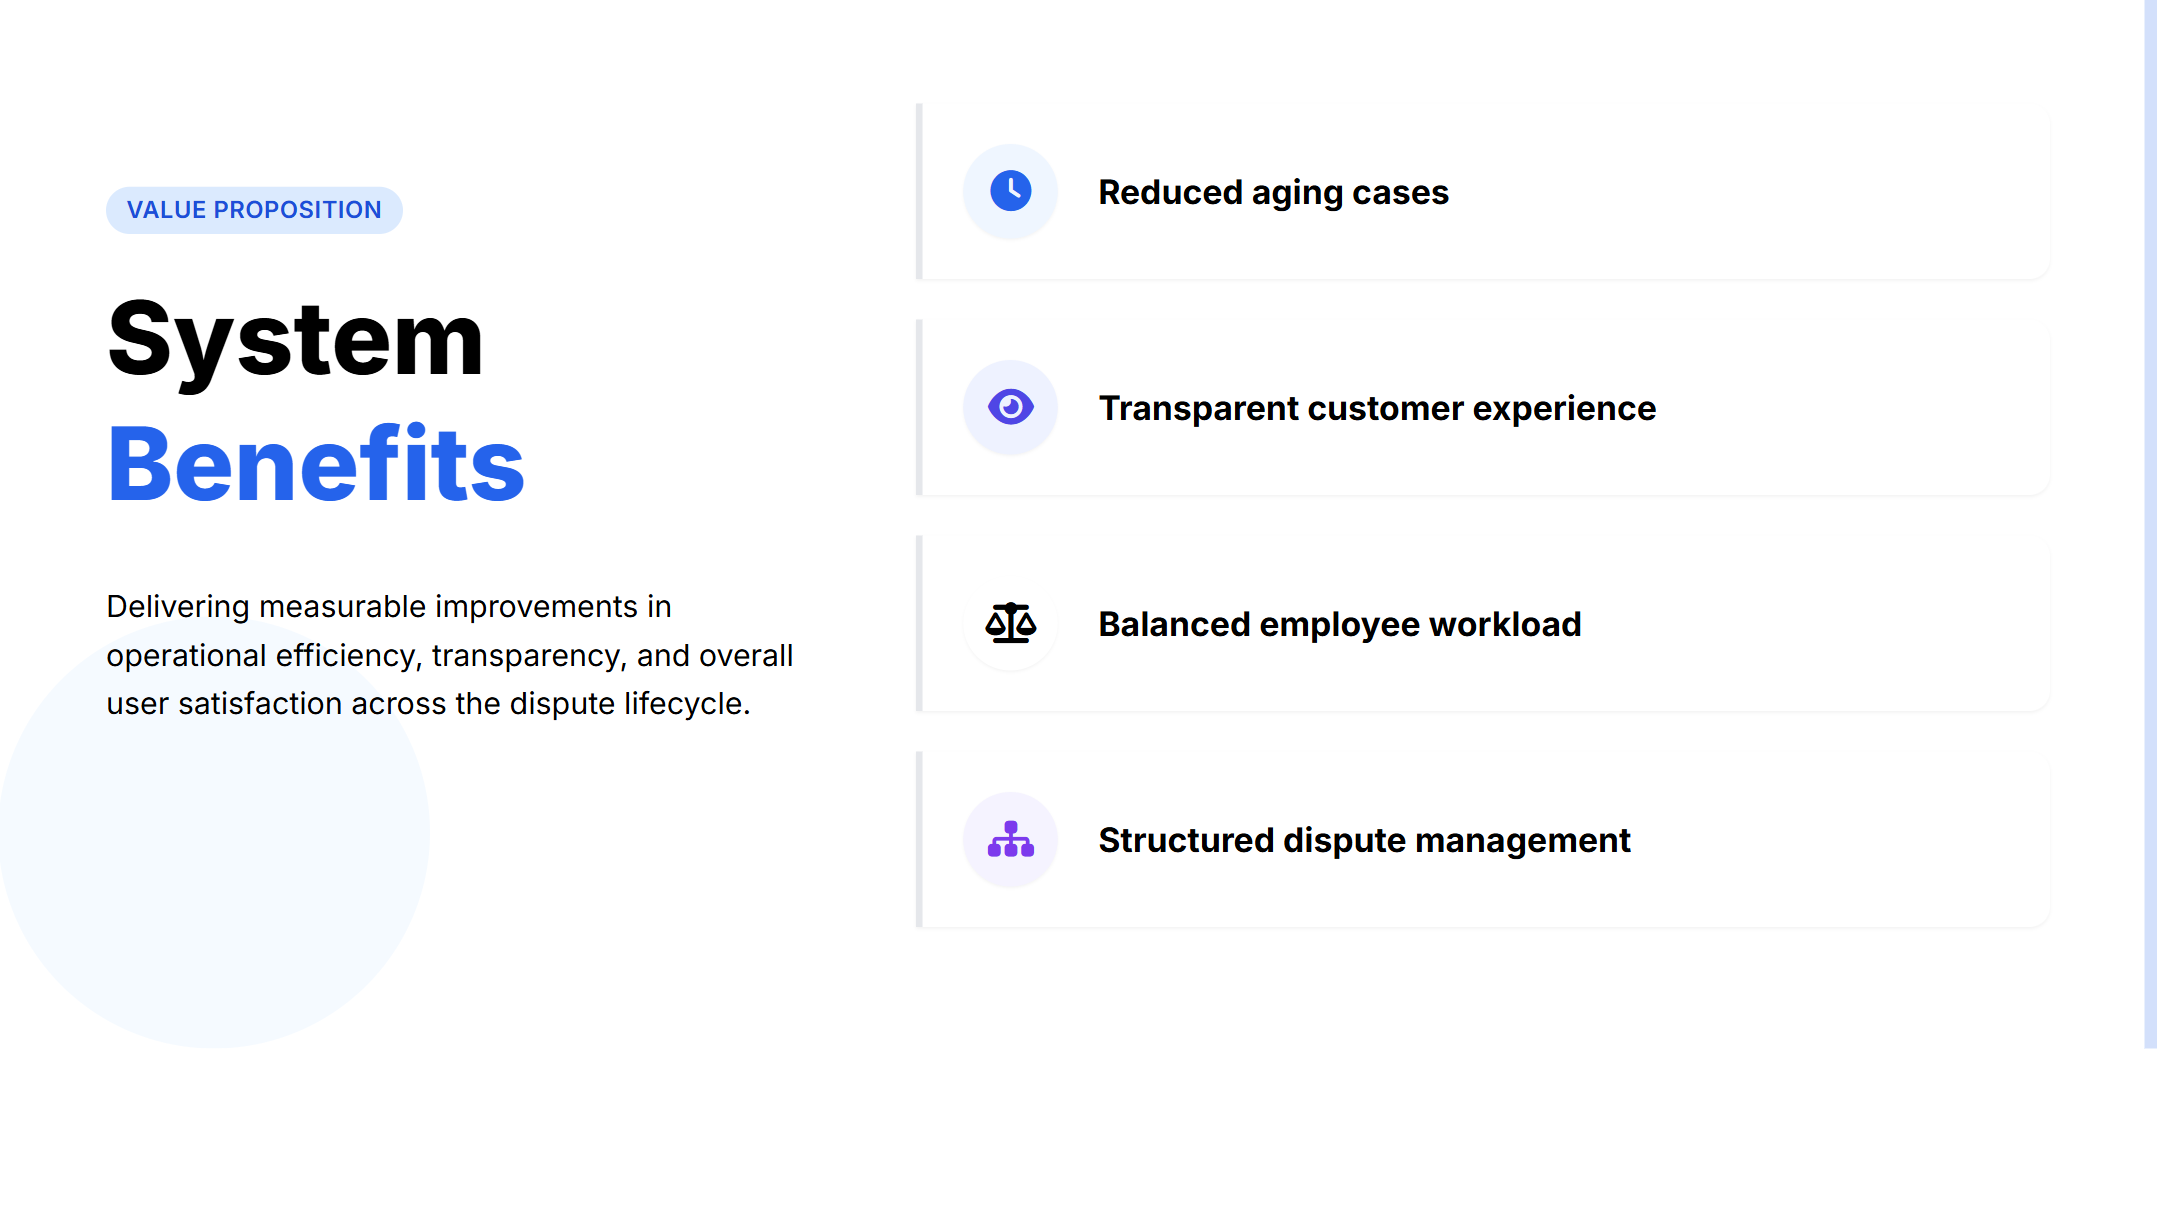 VALUE PROPOSITION
System
Benefits
Delivering measurable improvements in
operational efficiency, transparency, and overall
user satisfaction across the dispute lifecycle.
Reduced aging cases
Transparent customer experience
Balanced employee workload
Structured dispute management